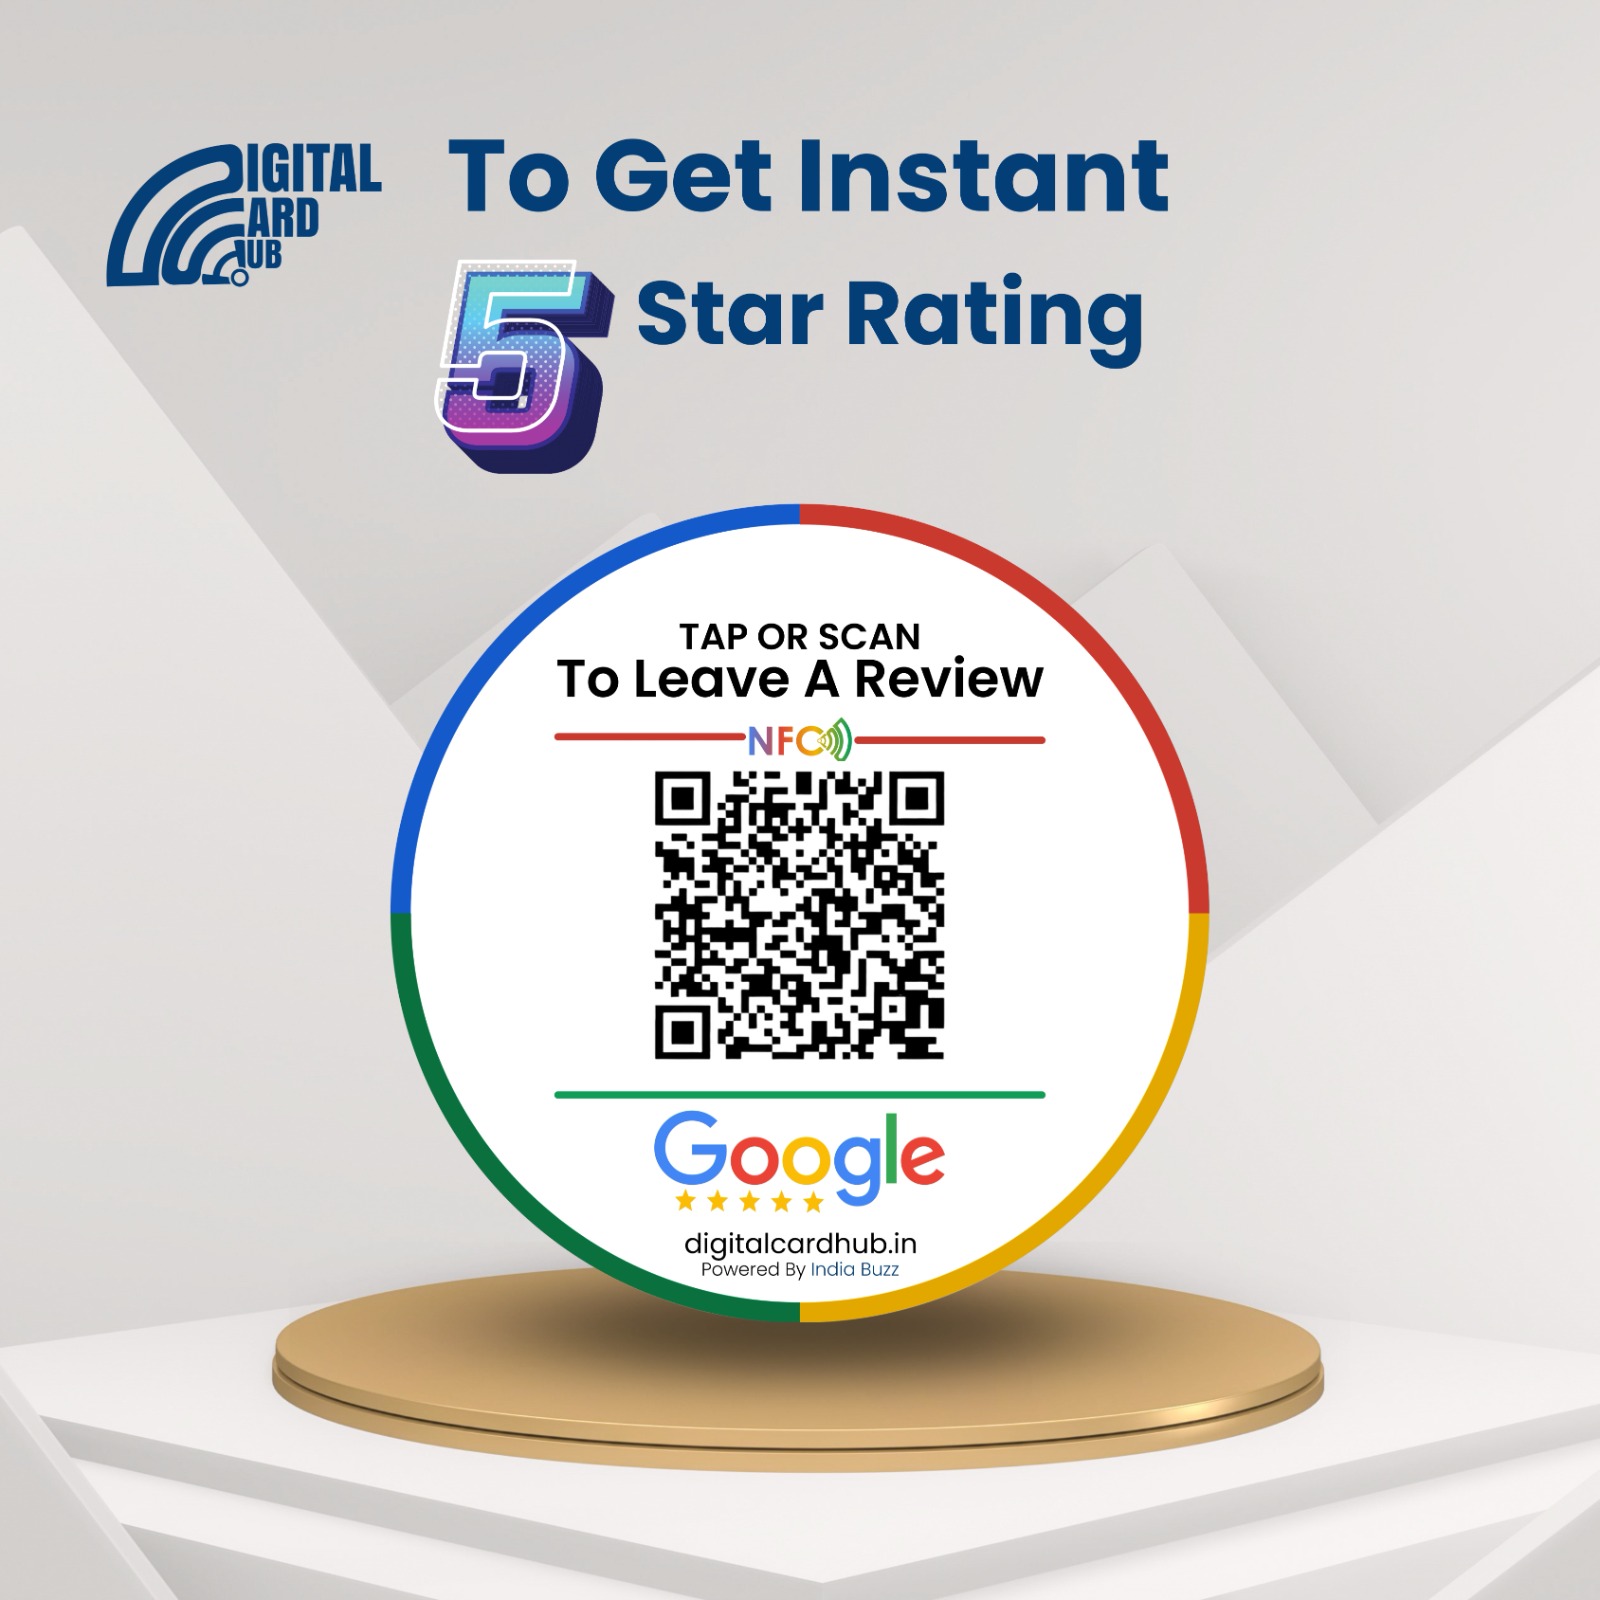 DIGITAL
CARD
HUB
To Get Instant
5 Star Rating
TAP OR SCAN
To Leave A Review
NFC
Google
digitalcardhub.in
Powered By India Buzz